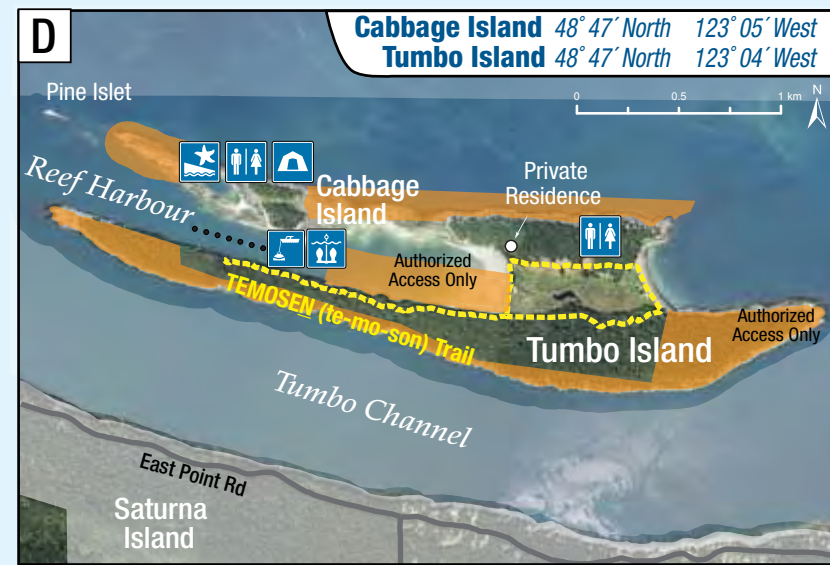 D
Cabbage Island 48° 47´ North 123° 05´ West
Tumbo Island 48° 47´ North 123° 04´ West
N
0 0.5 1 km
Pine Islet
Reef Harbour
Cabbage
Island
Private
Residence
Authorized
Access Only
TEMOSEN (te-mo-son) Trail
Tumbo Island
Authorized
Access Only
Tumbo Channel
East Point Rd
Saturna
Island